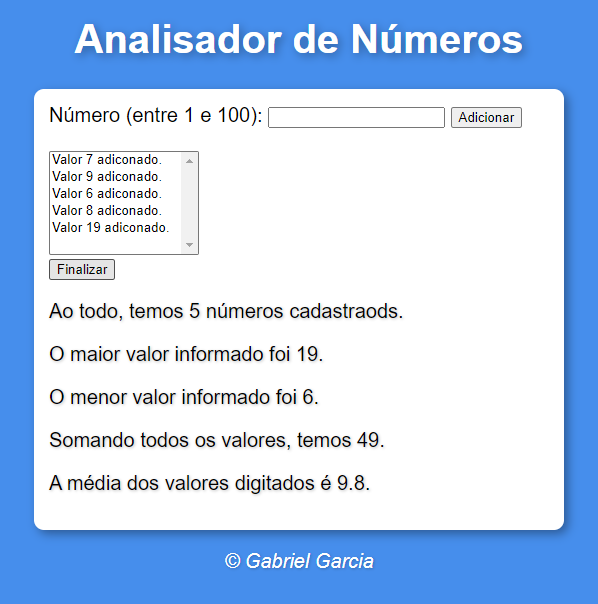 Analisador de Números
Número (entre 1 e 100): Adicionar
Valor 7 adiconado.
Valor 9 adiconado.
Valor 6 adiconado.
Valor 8 adiconado.
Valor 19 adiconado.
Finalizar
Ao todo, temos 5 números cadastraods.
O maior valor informado foi 19.
O menor valor informado foi 6.
Somando todos os valores, temos 49.
A média dos valores digitados é 9.8.
© Gabriel Garcia